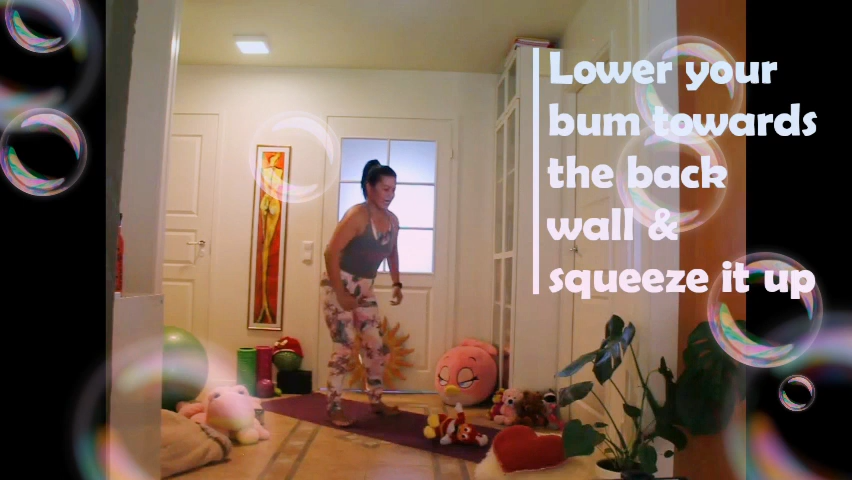 Lower your
bum towards
the back
wall &
squeeze it up